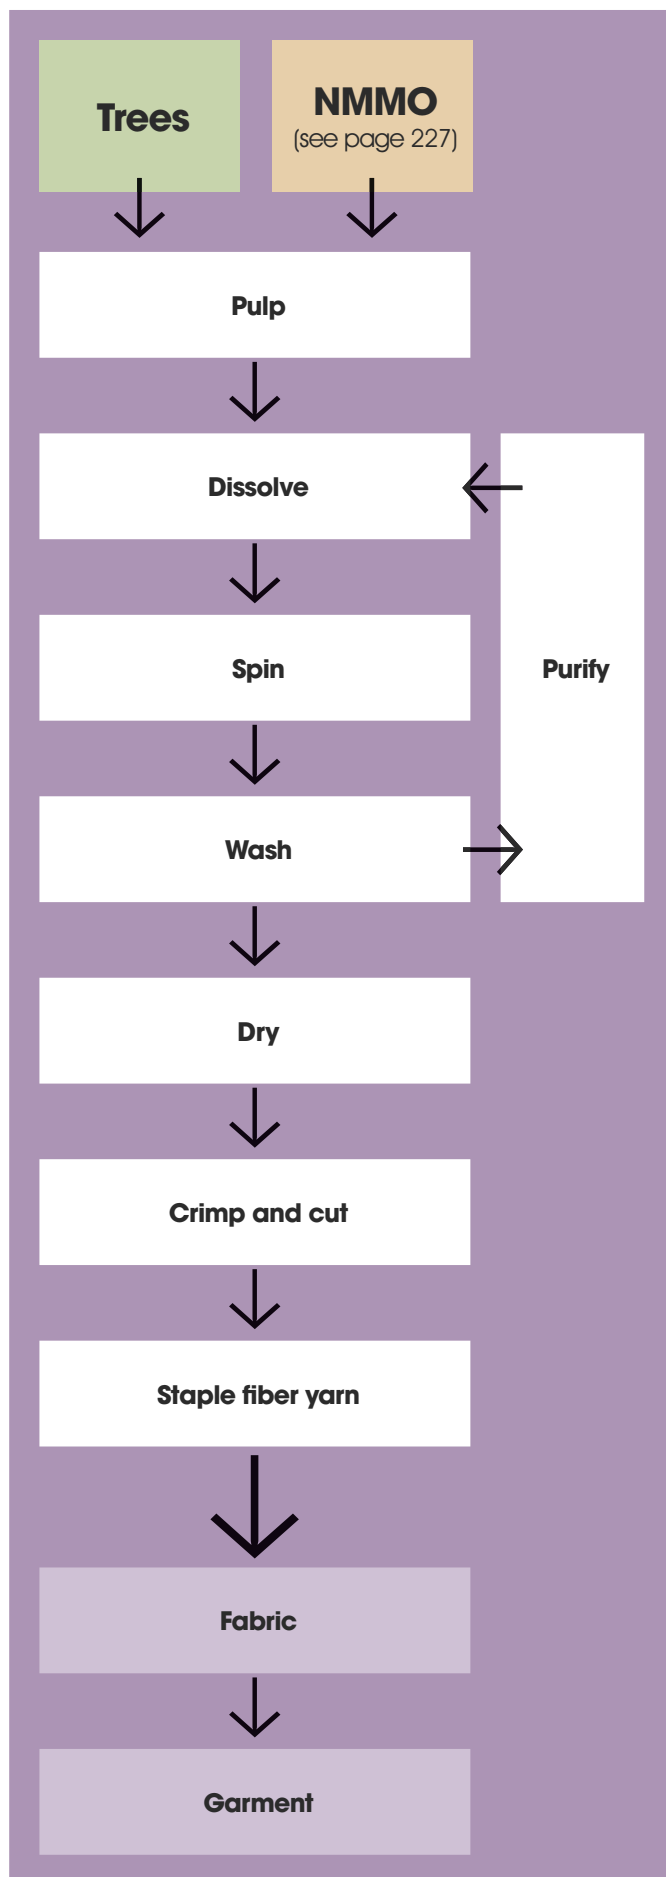 Trees
NMMO
(see page 227)
Pulp
Dissolve
Spin
Purify
Wash
Dry
Crimp and cut
Staple fiber yarn
Fabric
Garment